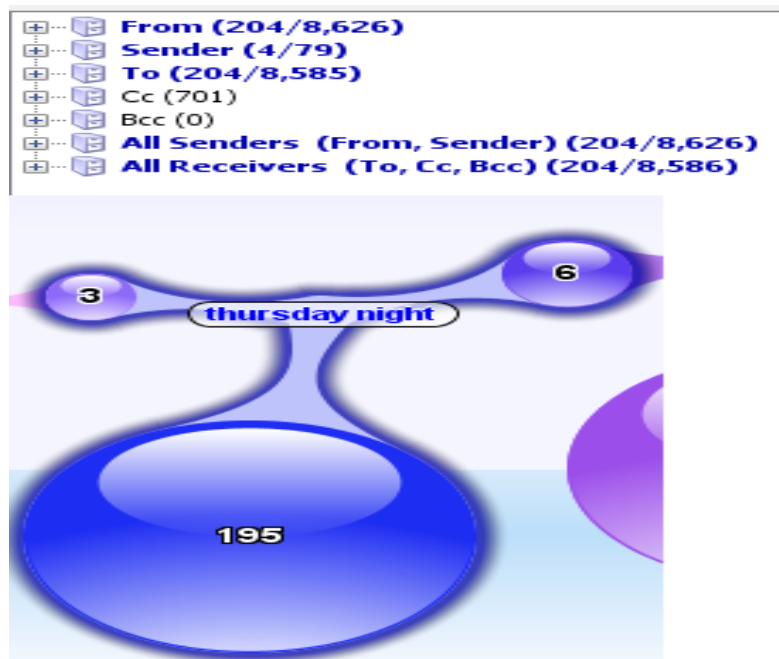 From (204/8,626)
Sender (4/79)
To (204/8,585)
Cc (701)
Bcc (0)
All Senders (From, Sender) (204/8,626)
All Receivers (To, Cc, Bcc) (204/8,586)
3
6
thursday night
195